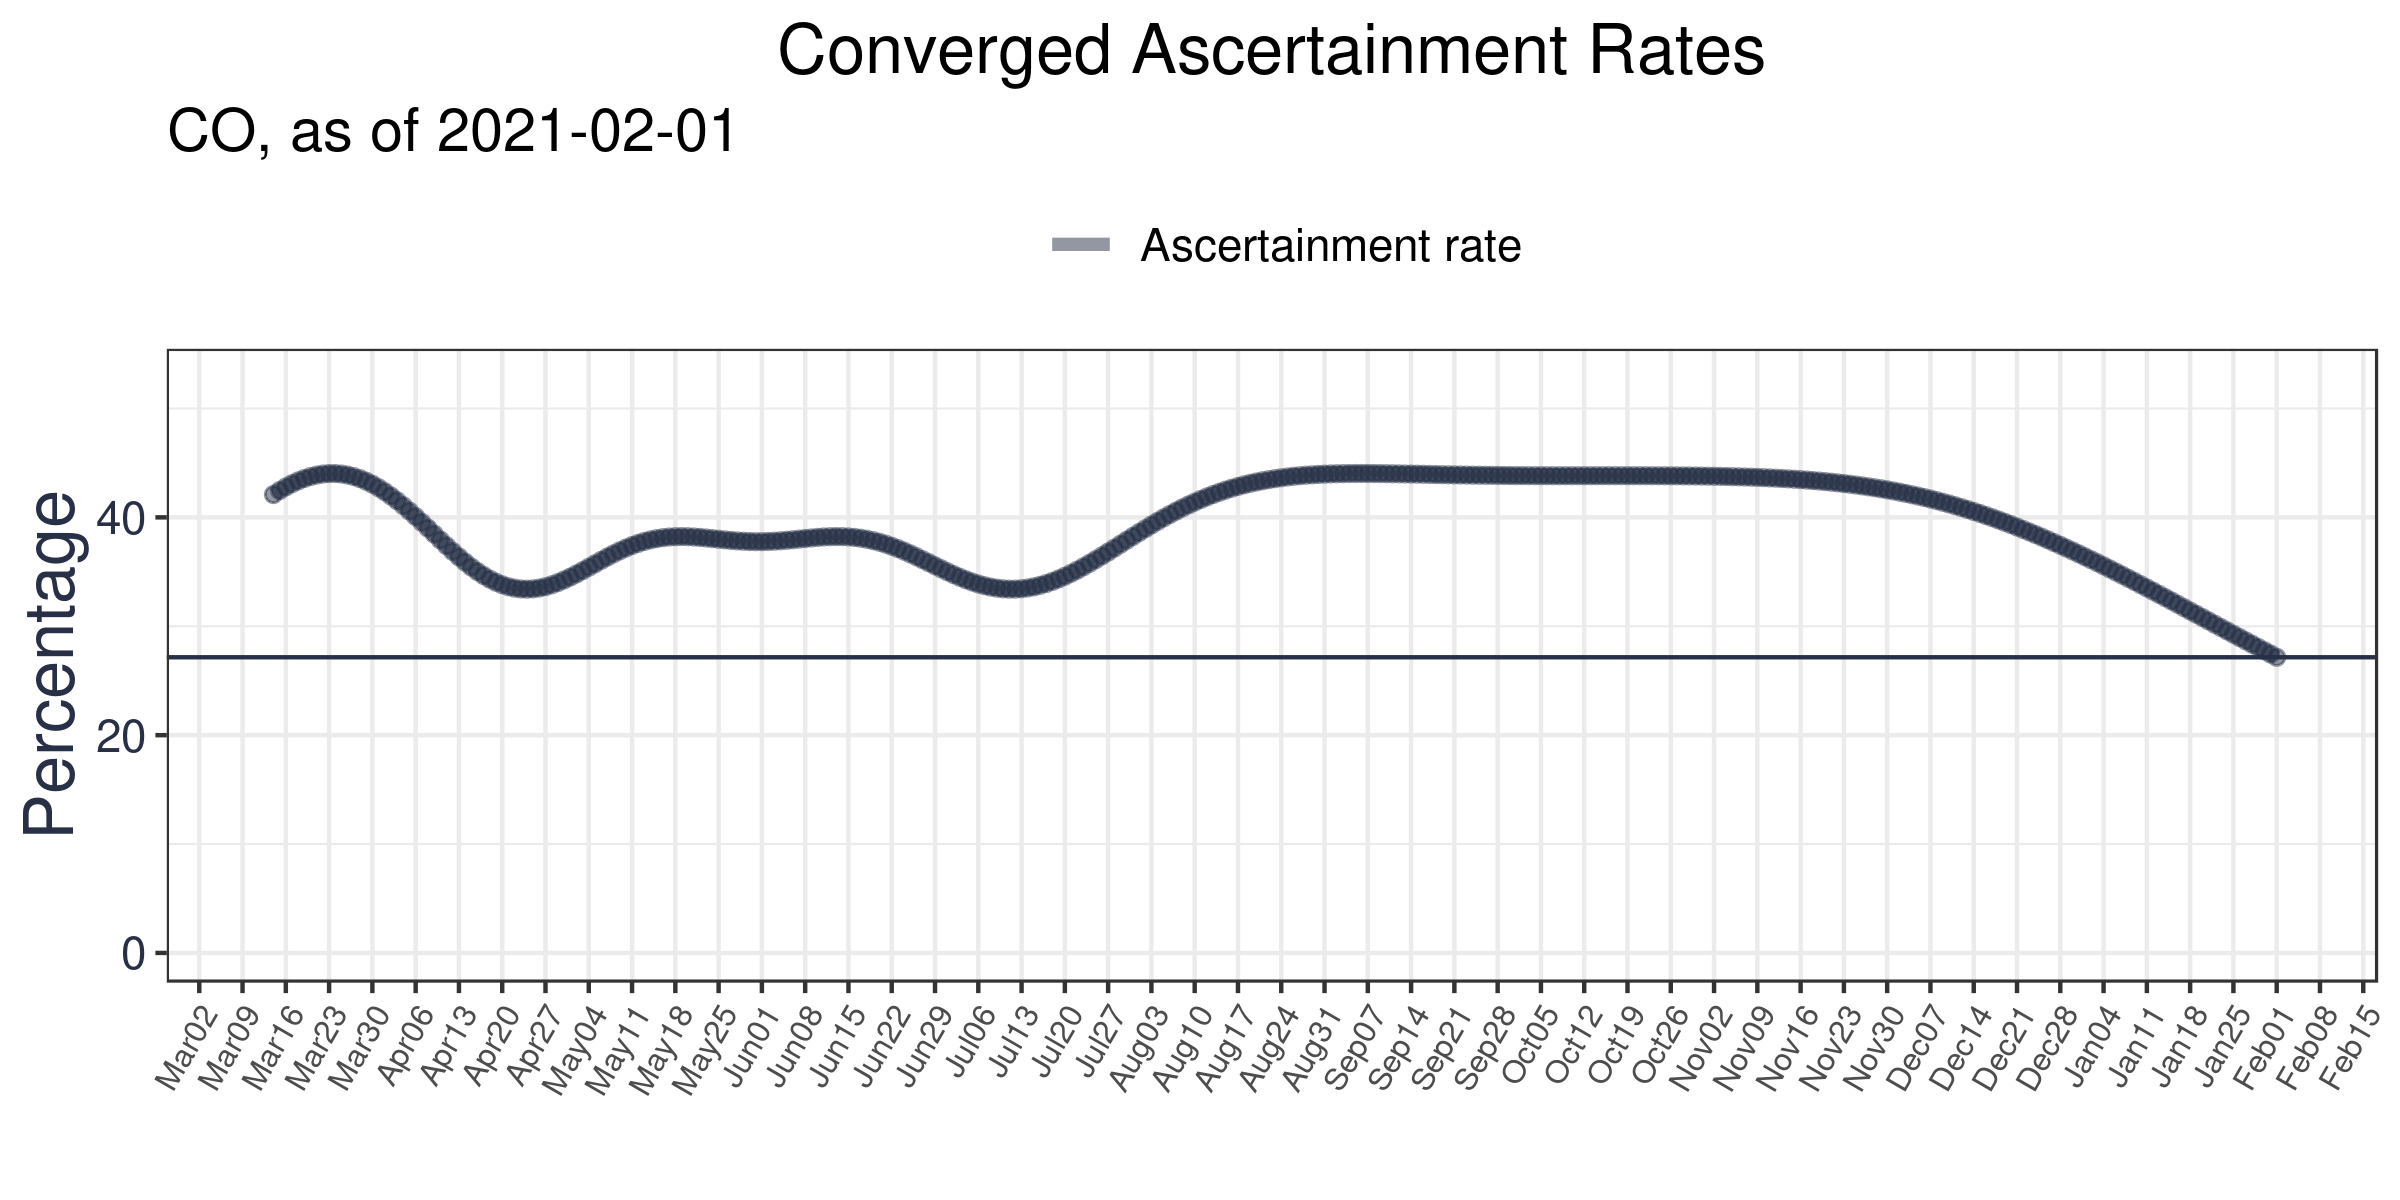 Converged Ascertainment Rates
CO, as of 2021-02-01
Ascertainment rate
Percentage
40
20
0
Mar02
Mar09
Mar16
Mar23
Mar30
Apr06
Apr13
Apr20
Apr27
May04
May11
May18
May25
Jun01
Jun08
Jun15
Jun22
Jun29
Jul06
Jul13
Jul20
Jul27
Aug03
Aug10
Aug17
Aug24
Aug31
Sep07
Sep14
Sep21
Sep28
Oct05
Oct12
Oct19
Oct26
Nov02
Nov09
Nov16
Nov23
Nov30
Dec07
Dec14
Dec21
Dec28
Jan04
Jan11
Jan18
Jan25
Feb01
Feb08
Feb15